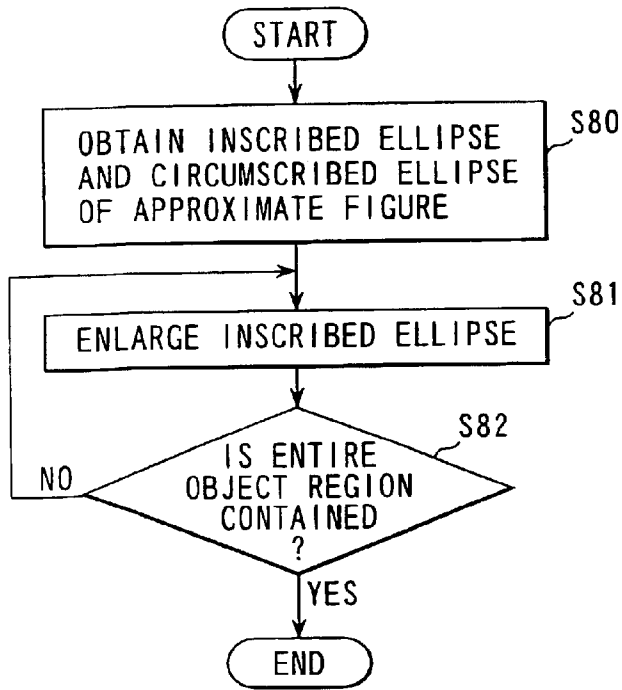 START
S80
OBTAIN INSCRIBED ELLIPSE
AND CIRCUMSCRIBED ELLIPSE
OF APPROXIMATE FIGURE
S81
ENLARGE INSCRIBED ELLIPSE
S82
IS ENTIRE
OBJECT REGION
CONTAINED
?
NO
YES
END